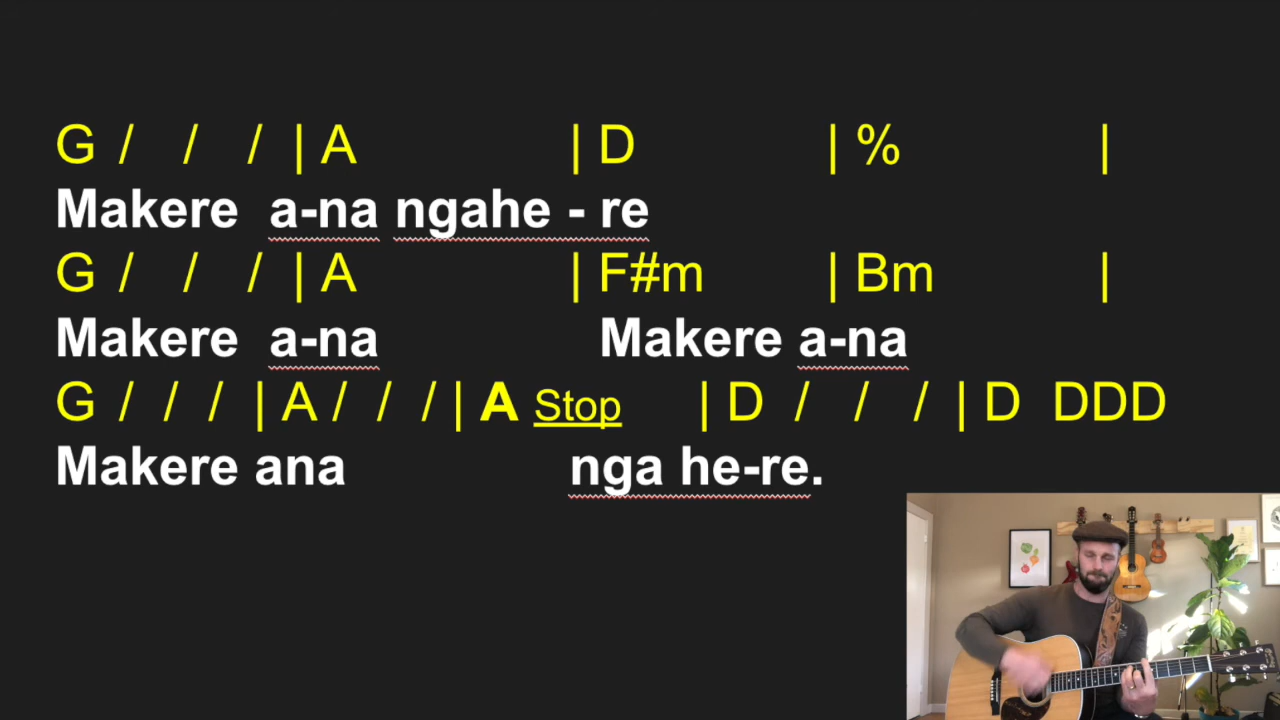 G / / / | A | D | % |
Makere a-na ngahe - re
G / / / | A | F#m | Bm |
Makere a-na Makere a-na
G / / / | A / / / | A Stop | D / / / | D DDD
Makere ana nga he-re.